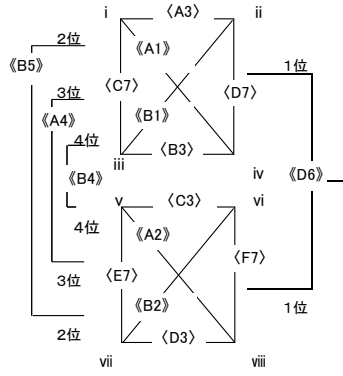 i 〈A3〉 ii
2位 《A1》
《B5》 1位
3位 〈C7〉 〈D7〉
《A4》 《B1》
4位 〈B3〉
iii
《B4》 iv 《D6》
v 〈C3〉 vi
4位 《A2》
〈E7〉 〈F7〉
3位
《B2》 1位
2位 〈D3〉
vii viii